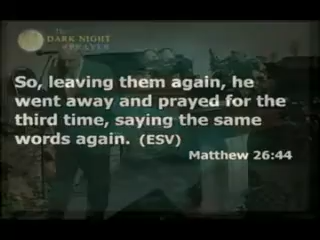 The
DARK NIGHT
of PRAYER
So, leaving them again, he
went away and prayed for the
third time, saying the same
words again. (ESV)
Matthew 26:44